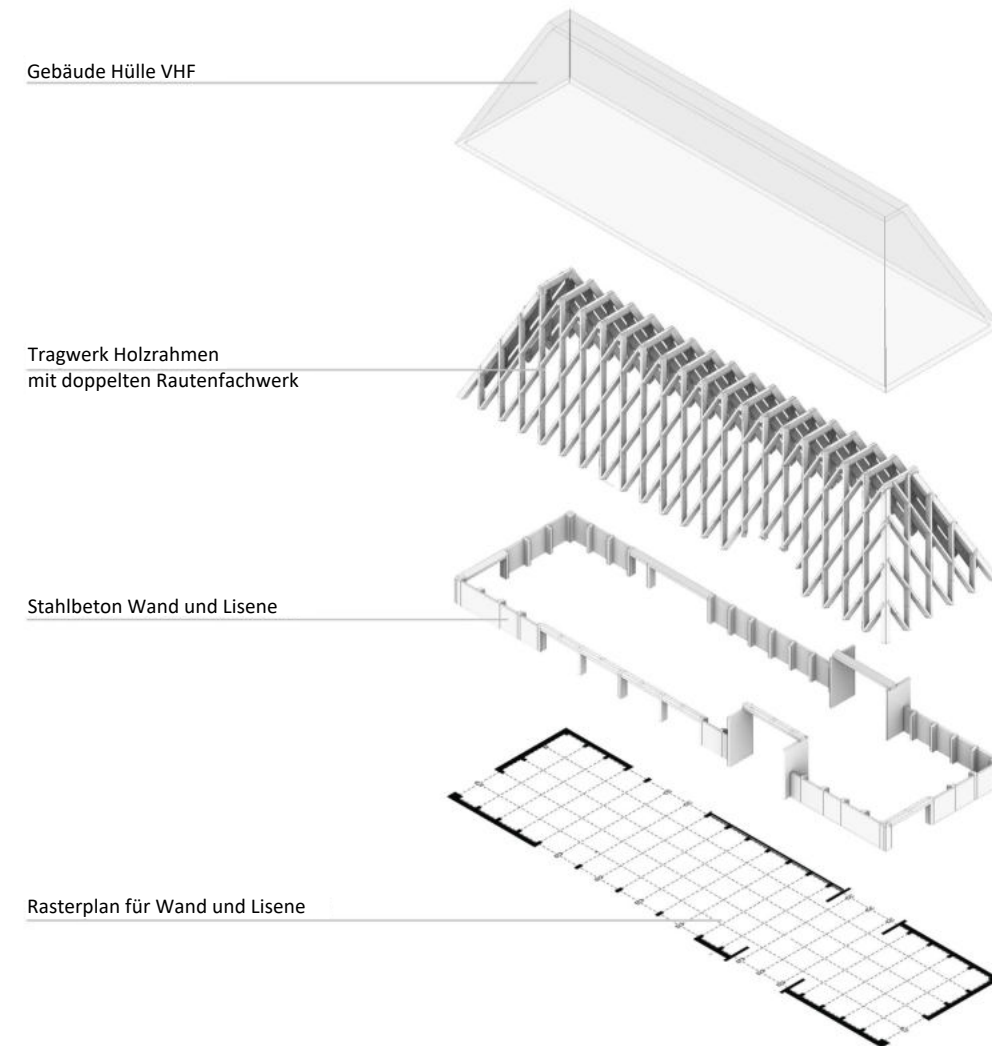 Gebäude Hülle VHF
Tragwerk Holzrahmen
mit doppelten Rautenfachwerk
Stahlbeton Wand und Lisene
Rasterplan für Wand und Lisene